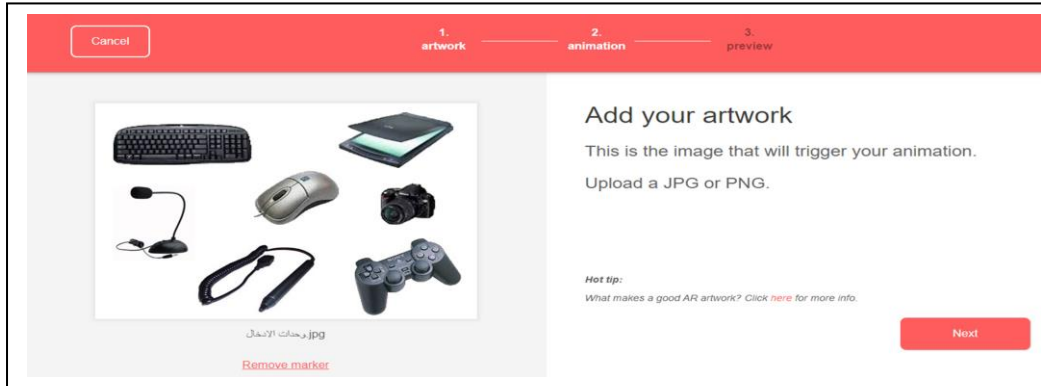 Cancel
1.
artwork
2.
animation
3.
preview
Add your artwork
This is the image that will trigger your animation.
Upload a JPG or PNG.
Hot tip:
What makes a good AR artwork? Click here for more info.
Next
وحدات الادخال.jpg
Remove marker